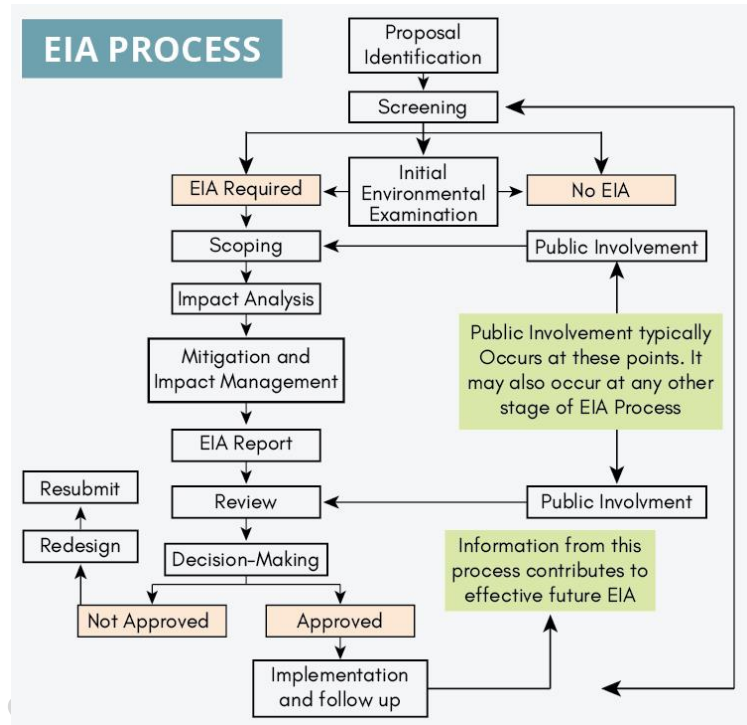 EIA PROCESS
Proposal
Identification
Screening
EIA Required
Initial
Environmental
Examination
No EIA
Scoping
Public Involvement
Impact Analysis
Public Involvement typically
Occurs at these points. It
may also occur at any other
stage of EIA Process
Mitigation and
Impact Management
EIA Report
Resubmit
Review
Public Involvment
Redesign
Decision-Making
Information from this
process contributes to
effective future EIA
Not Approved
Approved
Implementation
and follow up